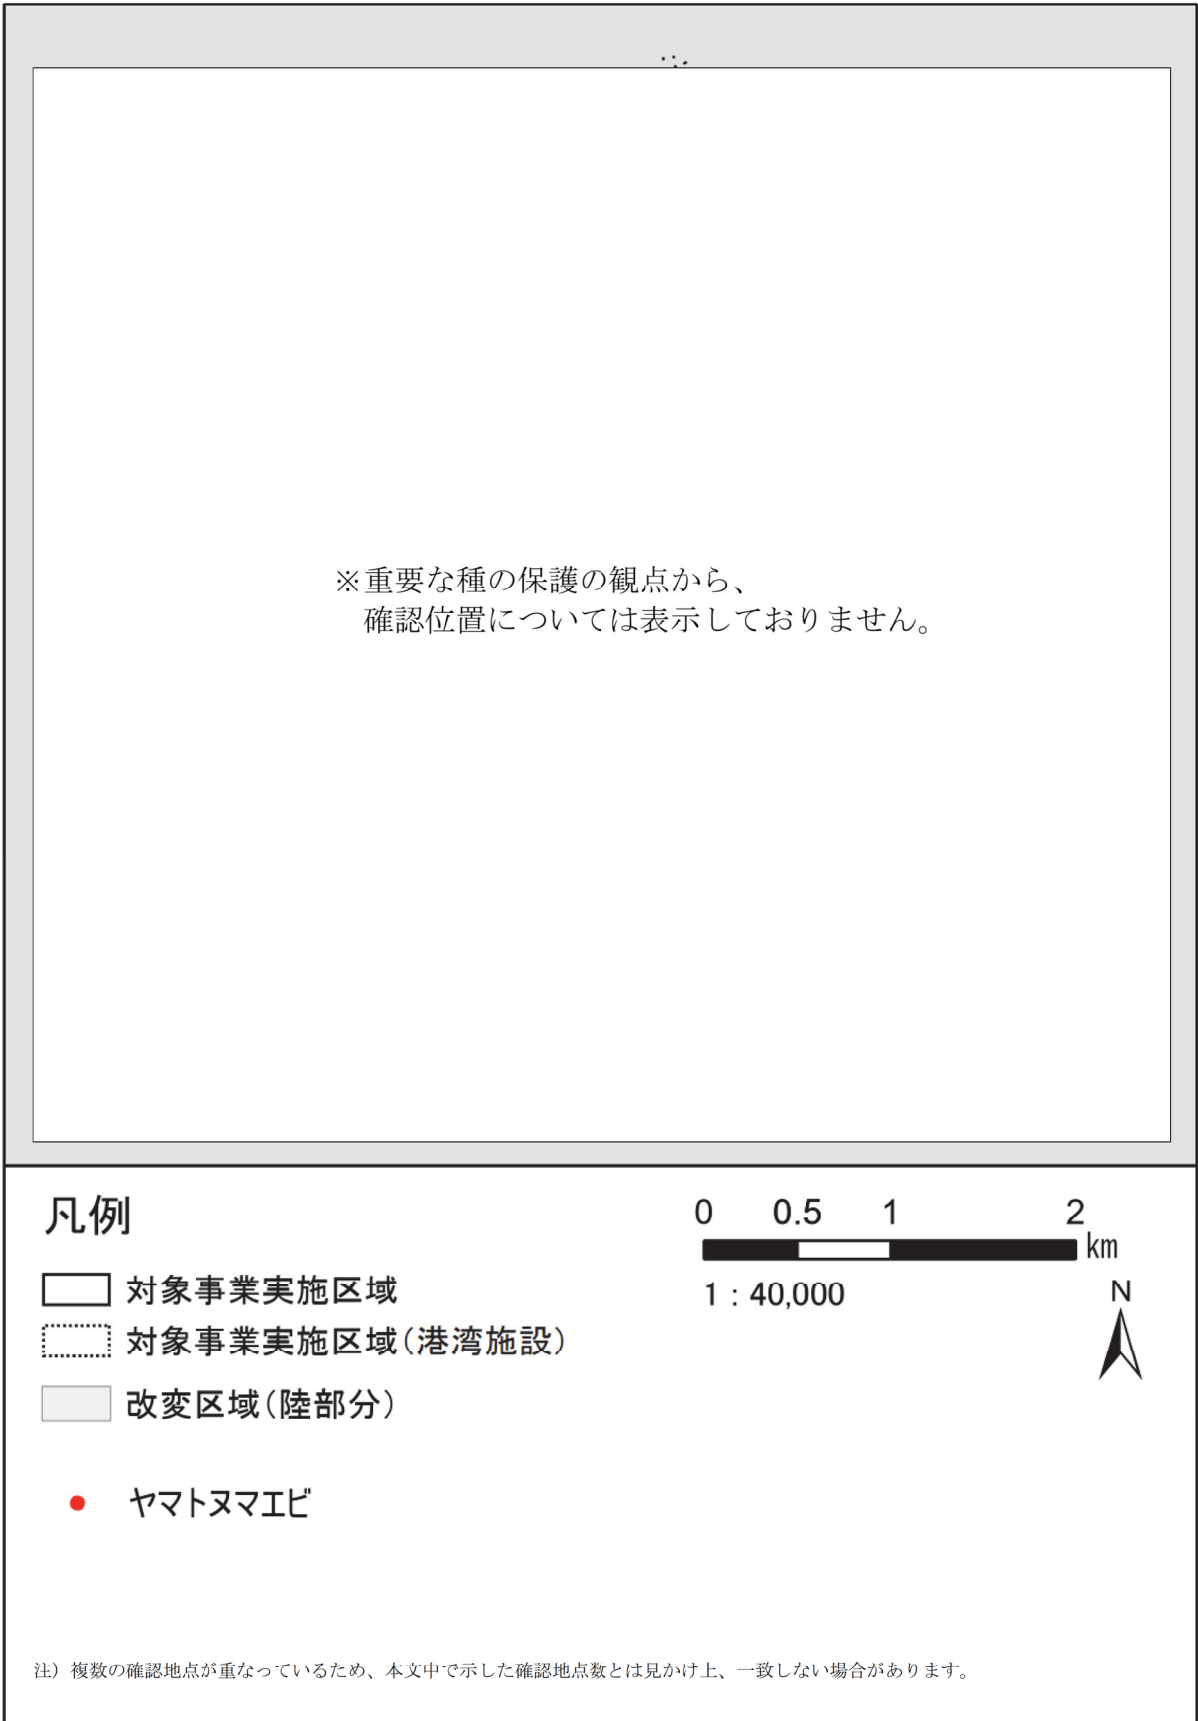 ※重要な種の保護の観点から、
確認位置については表示しておりません。
凡例
対象事業実施区域
対象事業実施区域(港湾施設)
改変区域(陸部分)
ヤマトヌマエビ
0 0.5 1 2
km
1 : 40,000
N
注）複数の確認地点が重なっているため、本文中で示した確認地点数とは見かけ上、一致しない場合があります。